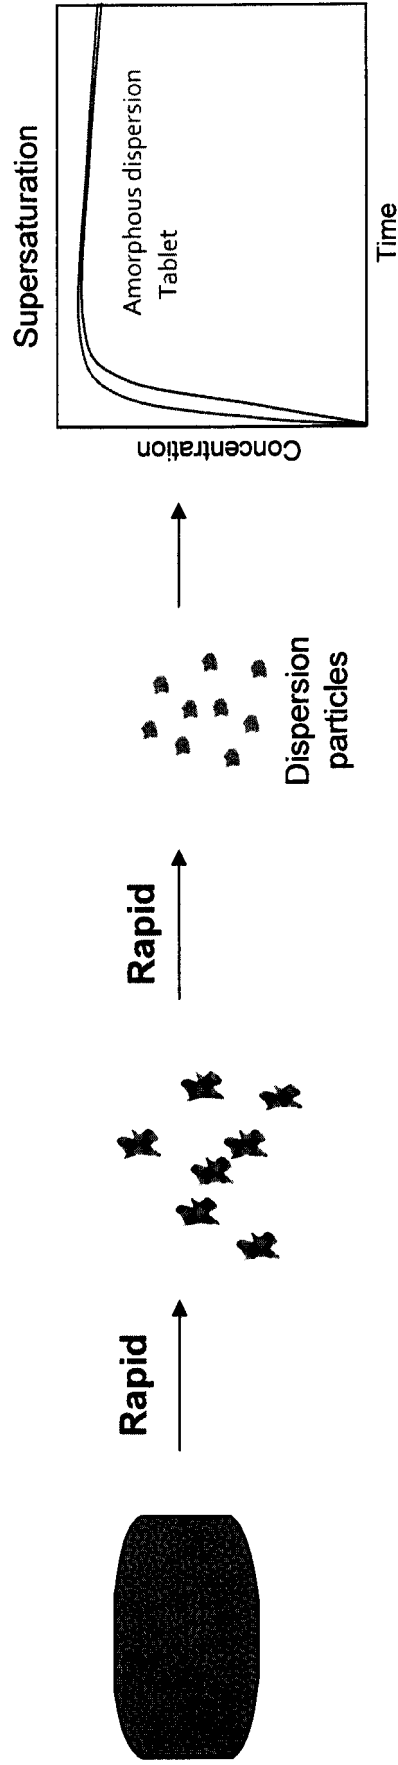 Rapid
Rapid
Dispersion
particles
Supersaturation
Concentration
Amorphous dispersion
Tablet
Time